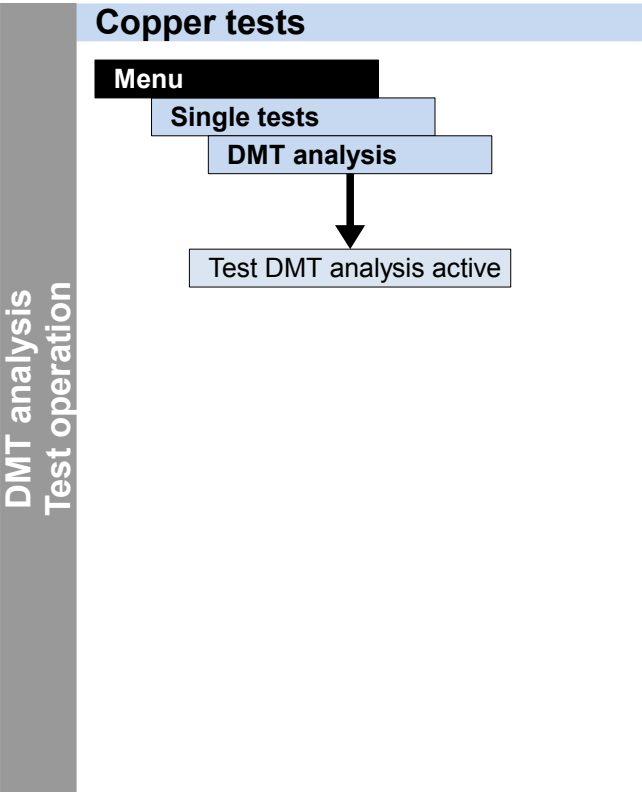 Copper tests
Menu
Single tests
DMT analysis
Test DMT analysis active
DMT analysis
Test operation